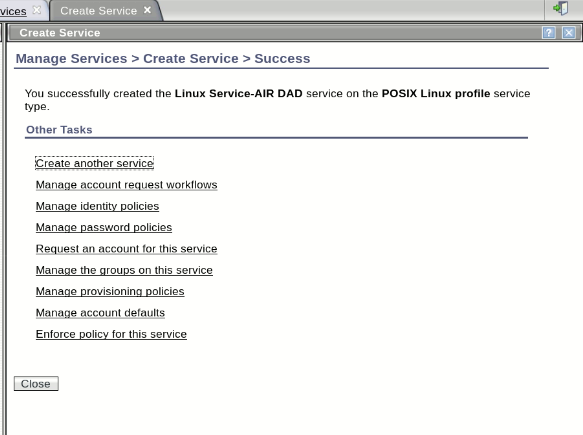 vices
Create Service
Create Service
Manage Services > Create Service > Success
You successfully created the Linux Service-AIR DAD service on the POSIX Linux profile service
type.
Other Tasks
Create another service
Manage account request workflows
Manage identity policies
Manage password policies
Request an account for this service
Manage the groups on this service
Manage provisioning policies
Manage account defaults
Enforce policy for this service
Close